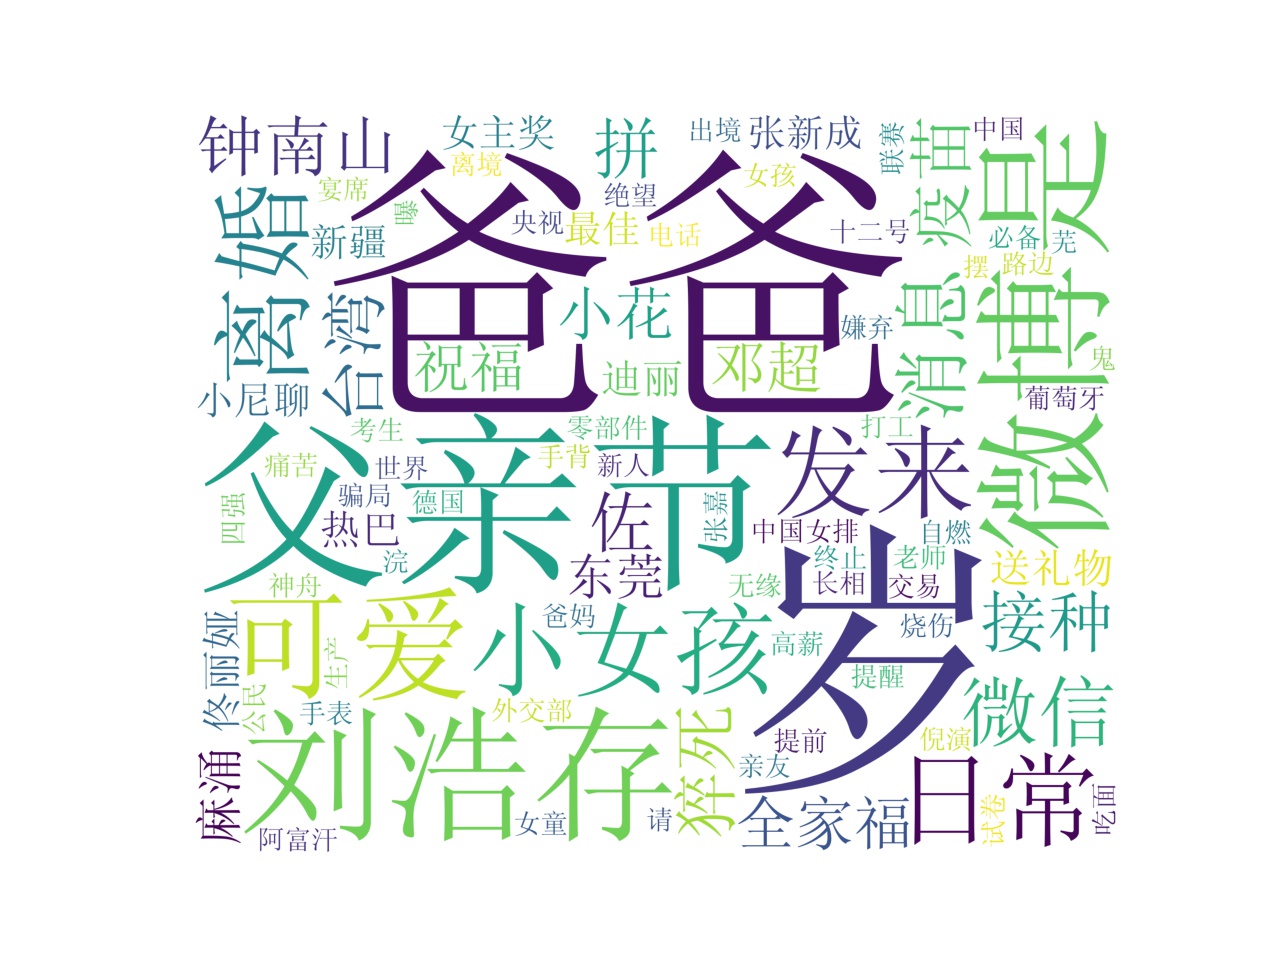 钟南山
女主奖
拼
出境
张新成
联赛
疫苗
中国
是
离境
宴席
曝
爸爸
绝望
女孩
离婚
新疆
央视
最佳
电话
十二号
必备
芜
摆
路边
台湾
小花
嫌弃
消息
微博
鬼
祝福
迪丽
邓超
小尼聊
葡萄牙
考生
零部件
打工
父亲节
发来
痛苦
世界
手背
新人
四强
骗局
德国
佐
张嘉
热巴
中国女排
自燃
浣
东莞
终止
老师
送礼物
神舟
无缘
长相
交易
岁
可爱
小女孩
爸妈
烧伤
接种
佟丽娅
生产
高薪
提醒
公民
手表
外交部
微信
刘浩存
猝死
提前
倪演
麻涌
亲友
日常
阿富汗
女童
请
全家福
试卷
吃面